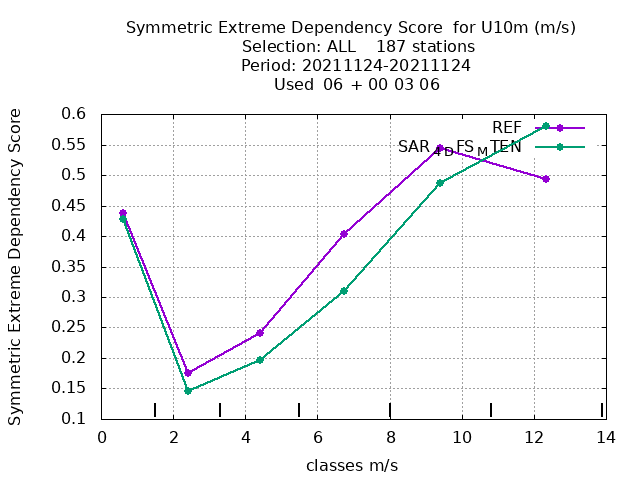 Symmetric Extreme Dependency Score for U10m (m/s)
Selection: ALL 187 stations
Period: 20211124-20211124
Used 06 + 00 03 06
Symmetric Extreme Dependency Score
0.6
0.55
0.5
0.45
0.4
0.35
0.3
0.25
0.2
0.15
0.1
REF
SAR4DFSMTEN
0 2 4 6 8 10 12 14
classes m/s